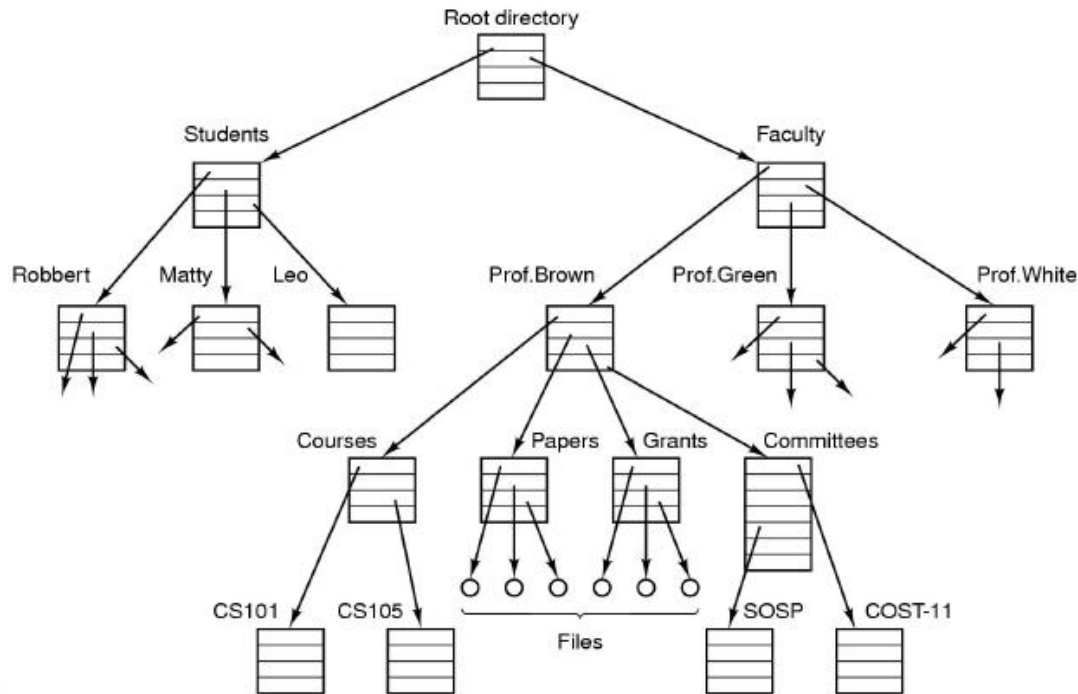 Root directory
Students
Faculty
Robbert
Matty
Leo
Prof.Brown
Prof.Green
Prof.White
Courses
Papers
Grants
Committees
CS101
CS105
Files
SOSP
COST-11